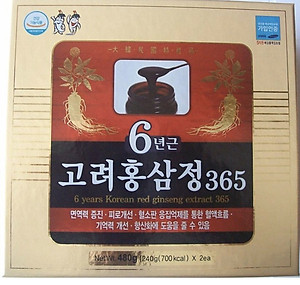 6년근
고려홍삼정365
6 years Korean red ginseng extract 365
면역력 증진 · 피로개선 · 혈소판 응집억제를 통한 혈액흐름 ·
기억력 개선 · 항산화에 도움을 줄 수 있음
Net wt. 480g (240g(700kcal) X 2ea